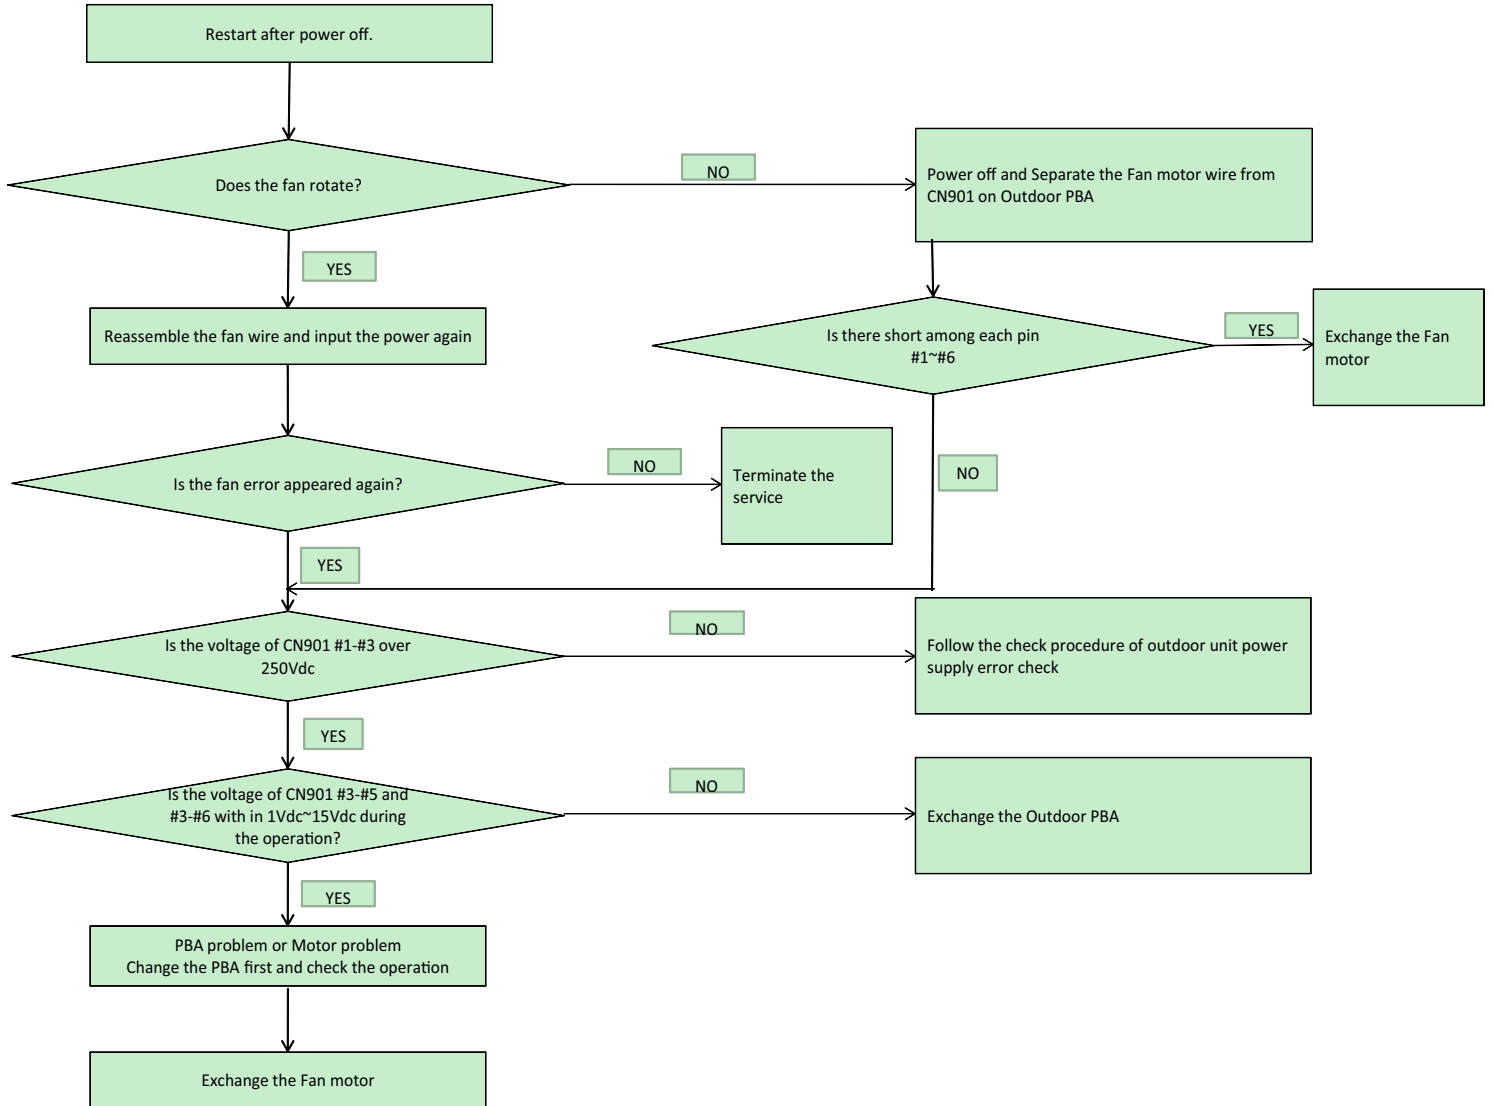 Restart after power off.
Does the fan rotate?
NO
Power off and Separate the Fan motor wire from
CN901 on Outdoor PBA
YES
Reassemble the fan wire and input the power again
Is there short among each pin
#1~#6
YES
Exchange the Fan
motor
Is the fan error appeared again?
NO
Terminate the
service
NO
YES
Is the voltage of CN901 #1-#3 over
250Vdc
NO
Follow the check procedure of outdoor unit power
supply error check
YES
Is the voltage of CN901 #3-#5 and
#3-#6 with in 1Vdc~15Vdc during
the operation?
NO
Exchange the Outdoor PBA
YES
PBA problem or Motor problem
Change the PBA first and check the operation
Exchange the Fan motor